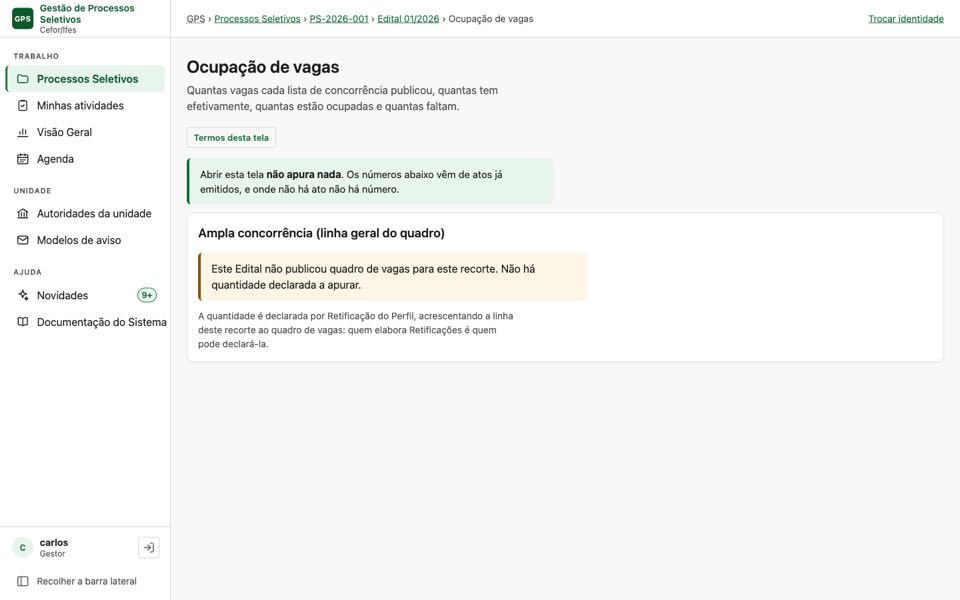 GPS
Gestão de Processos
Seletivos
Cefor/Ifes
GPS › Processos Seletivos › PS-2026-001 › Edital 01/2026 › Ocupação de vagas
Trocar identidade
TRABALHO
Processos Seletivos
Minhas atividades
Visão Geral
Agenda
UNIDADE
Autoridades da unidade
Modelos de aviso
AJUDA
Novidades 9+
Documentação do Sistema
Ocupação de vagas
Quantas vagas cada lista de concorrência publicou, quantas tem
efetivamente, quantas estão ocupadas e quantas faltam.
Termos desta tela
Abrir esta tela não apura nada. Os números abaixo vêm de atos já
emitidos, e onde não há ato não há número.
Ampla concorrência (linha geral do quadro)
Este Edital não publicou quadro de vagas para este recorte. Não há
quantidade declarada a apurar.
A quantidade é declarada por Retificação do Perfil, acrescentando a linha
deste recorte ao quadro de vagas: quem elabora Retificações é quem
pode declará-la.
C
carlos
Gestor
Recolher a barra lateral